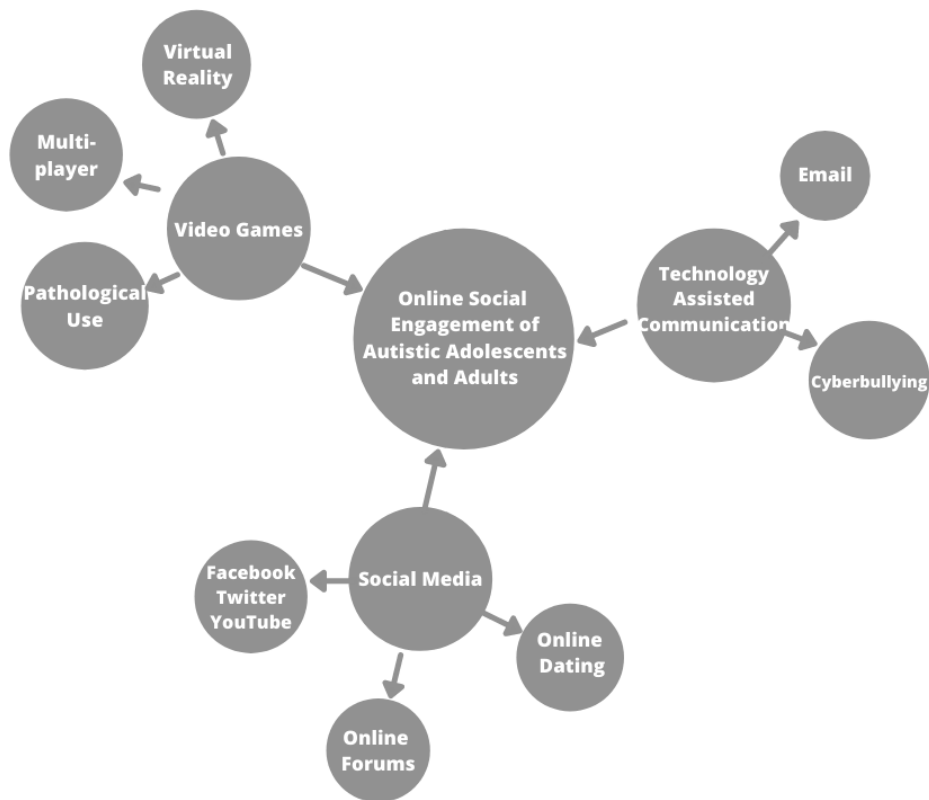 Virtual
Reality
Multi-
player
Video Games
Pathological
Use
Online Social
Engagement of
Autistic Adolescents
and Adults
Email
Technology
Assisted
Communication
Cyberbullying
Social Media
Facebook
Twitter
YouTube
Online
Dating
Online
Forums